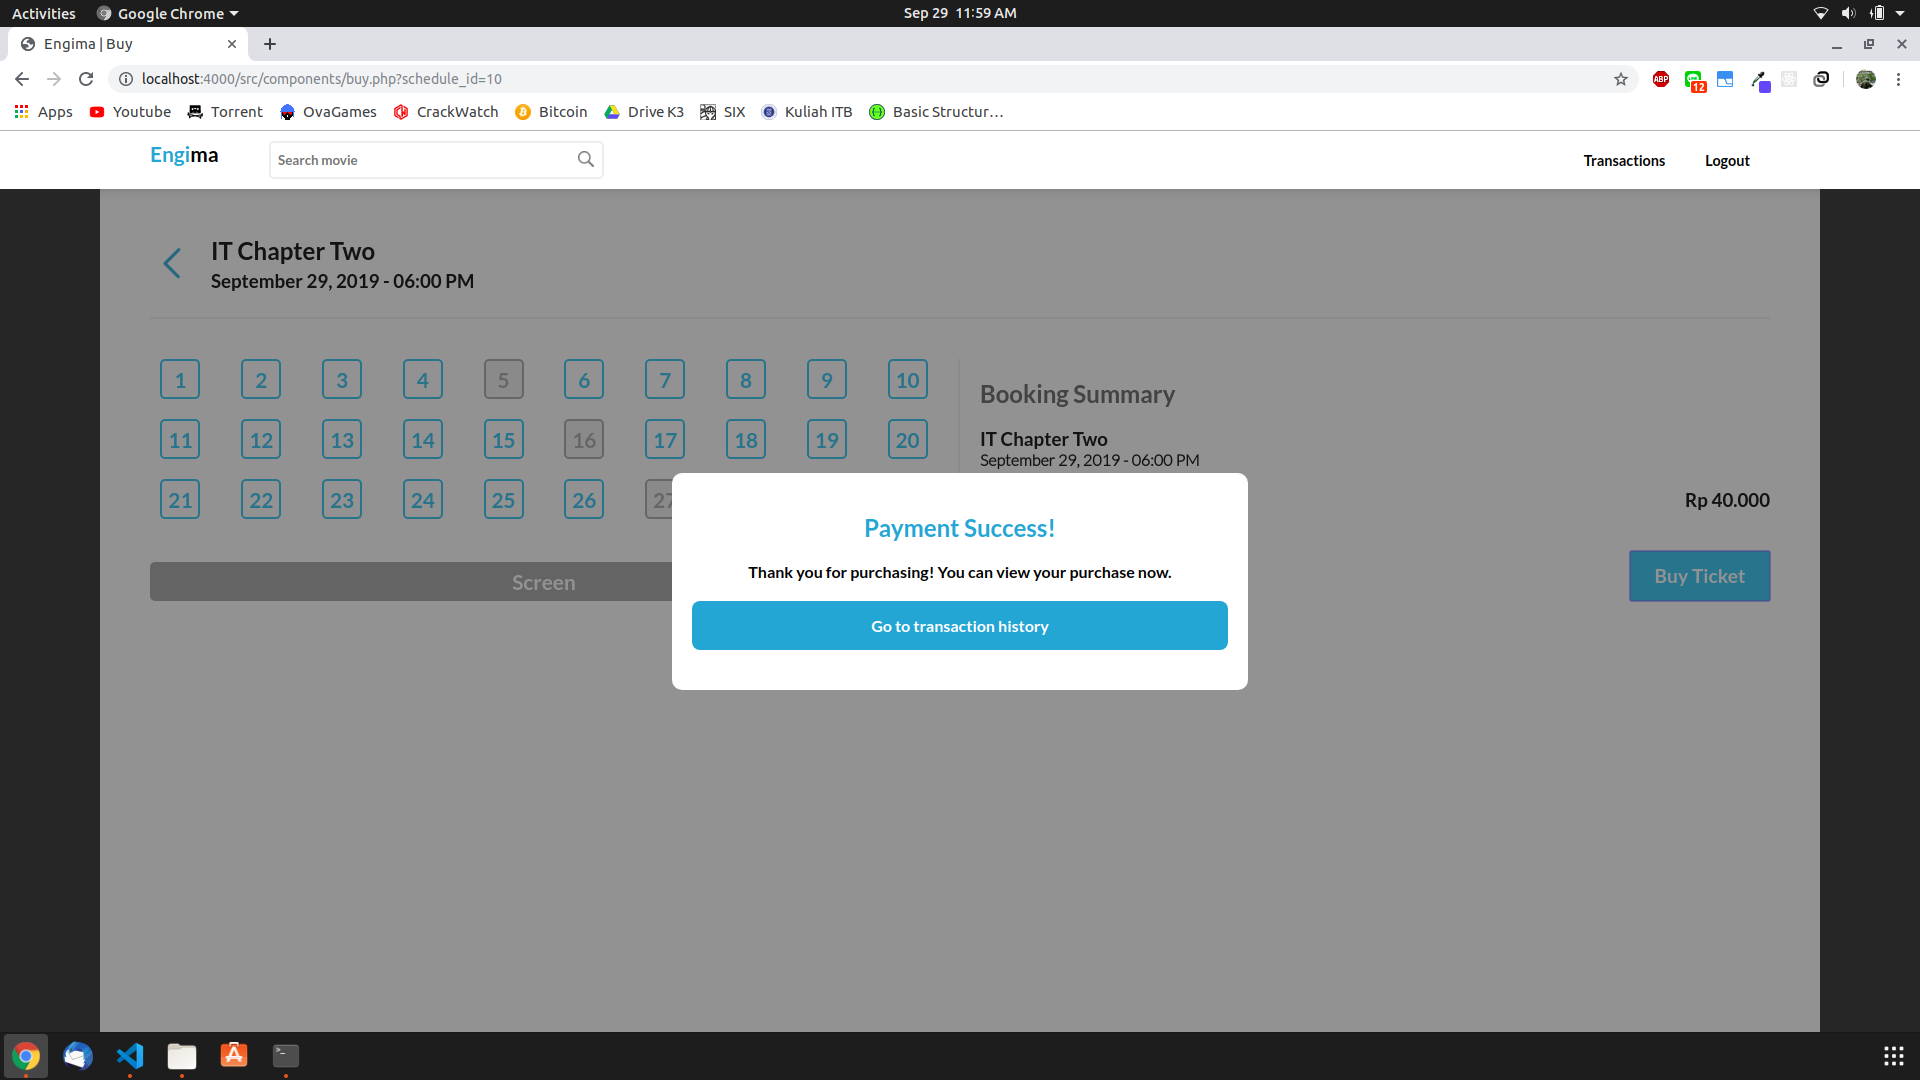 Activities Google Chrome Sep 29 11:59 AM
Engima | Buy
localhost:4000/src/components/buy.php?schedule_id=10
ABP 12
Apps Youtube Torrent OvaGames CrackWatch Bitcoin Drive K3 SIX Kuliah ITB Basic Structur...
Engima Search movie Transactions Logout
IT Chapter Two
September 29, 2019 - 06:00 PM
1 2 3 4 5 6 7 8 9 10
Booking Summary
11 12 13 14 15 16 17 18 19 20
IT Chapter Two
September 29, 2019 - 06:00 PM
21 22 23 24 25 26 27
Rp 40.000
Payment Success!
Thank you for purchasing! You can view your purchase now.
Screen
Buy Ticket
Go to transaction history